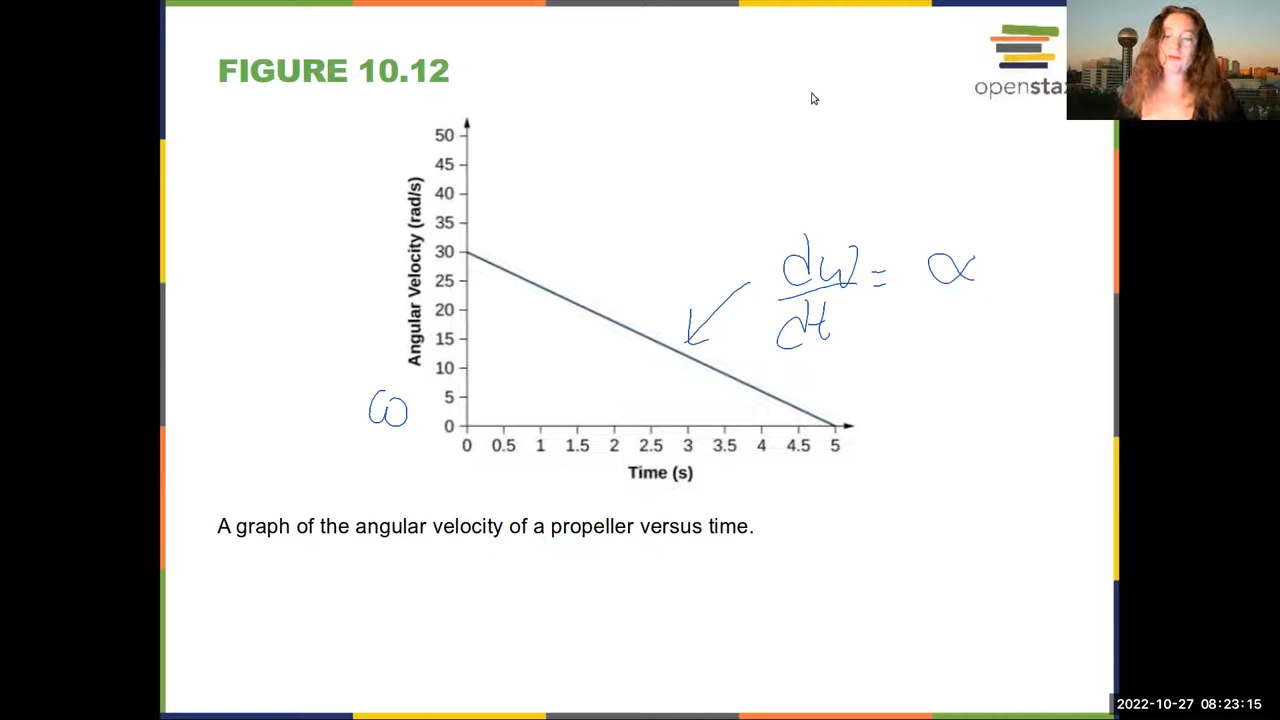 FIGURE 10.12
openstax
50
45
40
35
30
25
20
15
10
5
0
Angular Velocity (rad/s)
0 0.5 1 1.5 2 2.5 3 3.5 4 4.5 5
Time (s)
dω/dt = α
ω
A graph of the angular velocity of a propeller versus time.
2022-10-27 08:23:15